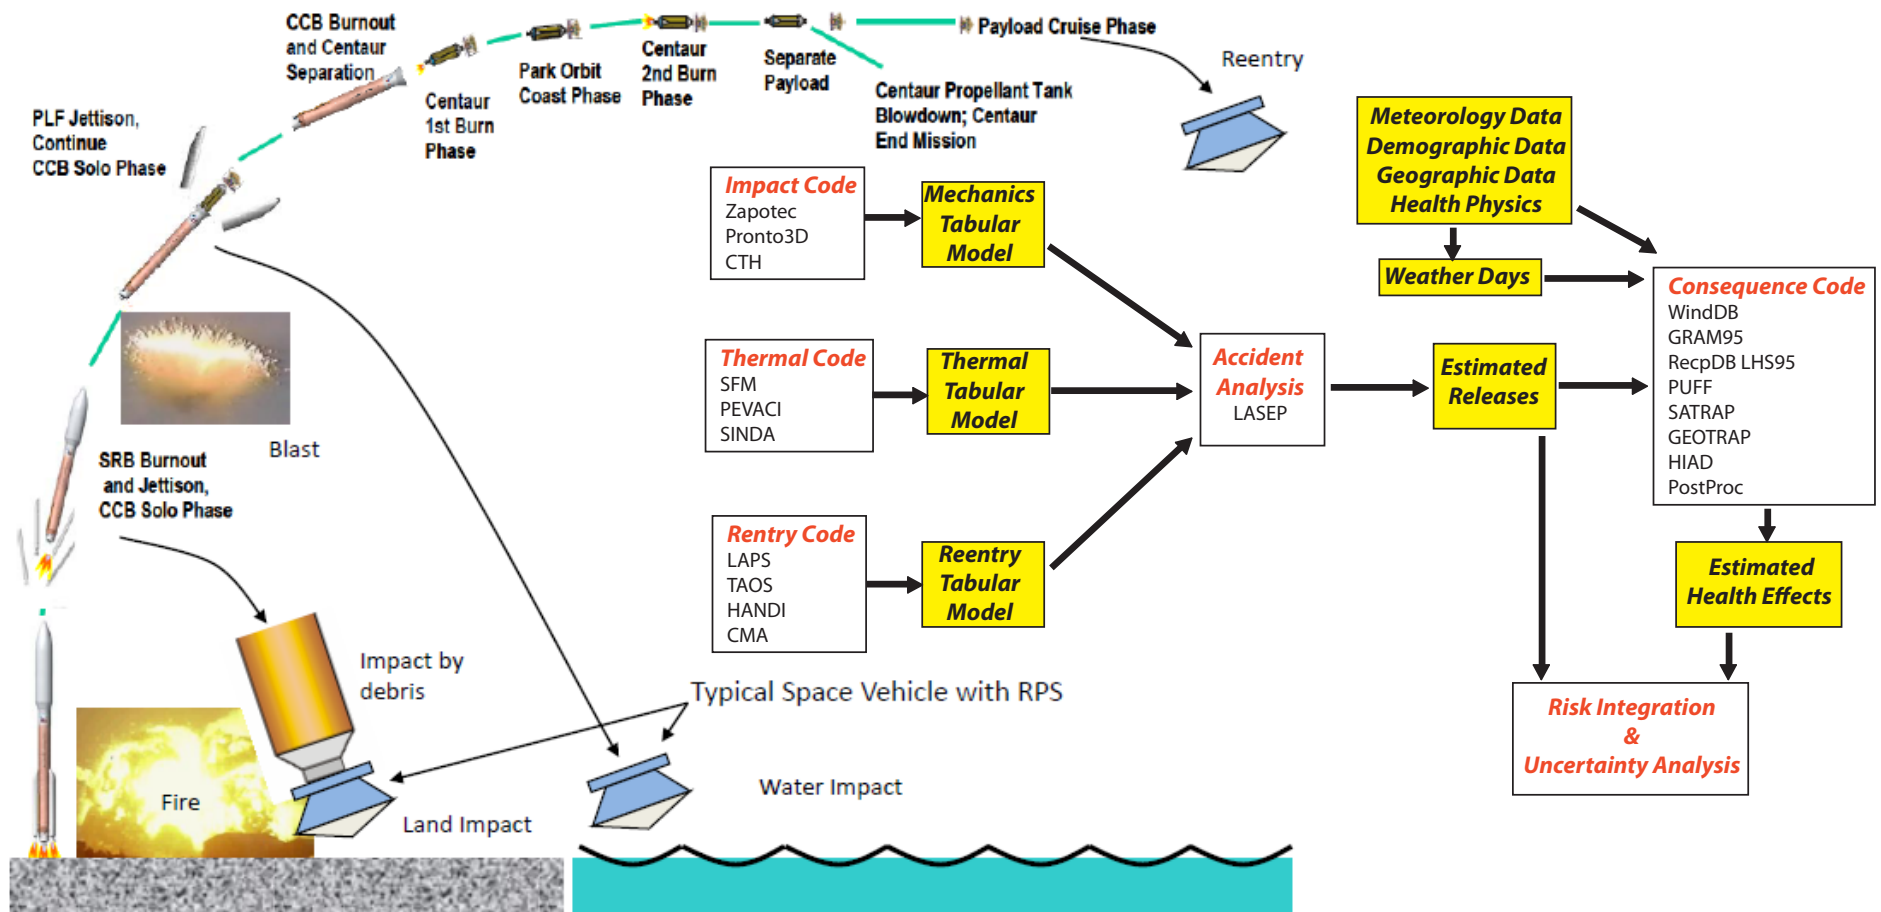 CCB Burnout
and Centaur
Separation
Centaur
1st Burn
Phase
Park Orbit
Coast Phase
Centaur
2nd Burn
Phase
Separate
Payload
Payload Cruise Phase
Centaur Propellant Tank
Blowdown; Centaur
End Mission
Reentry
PLF Jettison,
Continue
CCB Solo Phase
Blast
SRB Burnout
and Jettison,
CCB Solo Phase
Impact by
debris
Fire
Land Impact
Typical Space Vehicle with RPS
Water Impact
Impact Code
Zapotec
Pronto3D
CTH
Mechanics
Tabular
Model
Thermal Code
SFM
PEVACI
SINDA
Thermal
Tabular
Model
Rentry Code
LAPS
TAOS
HANDI
CMA
Reentry
Tabular
Model
Accident
Analysis
LASEP
Estimated
Releases
Meteorology Data
Demographic Data
Geographic Data
Health Physics
Weather Days
Consequence Code
WindDB
GRAM95
RecpDB LHS95
PUFF
SATRAP
GEOTRAP
HIAD
PostProc
Estimated
Health Effects
Risk Integration
&
Uncertainty Analysis